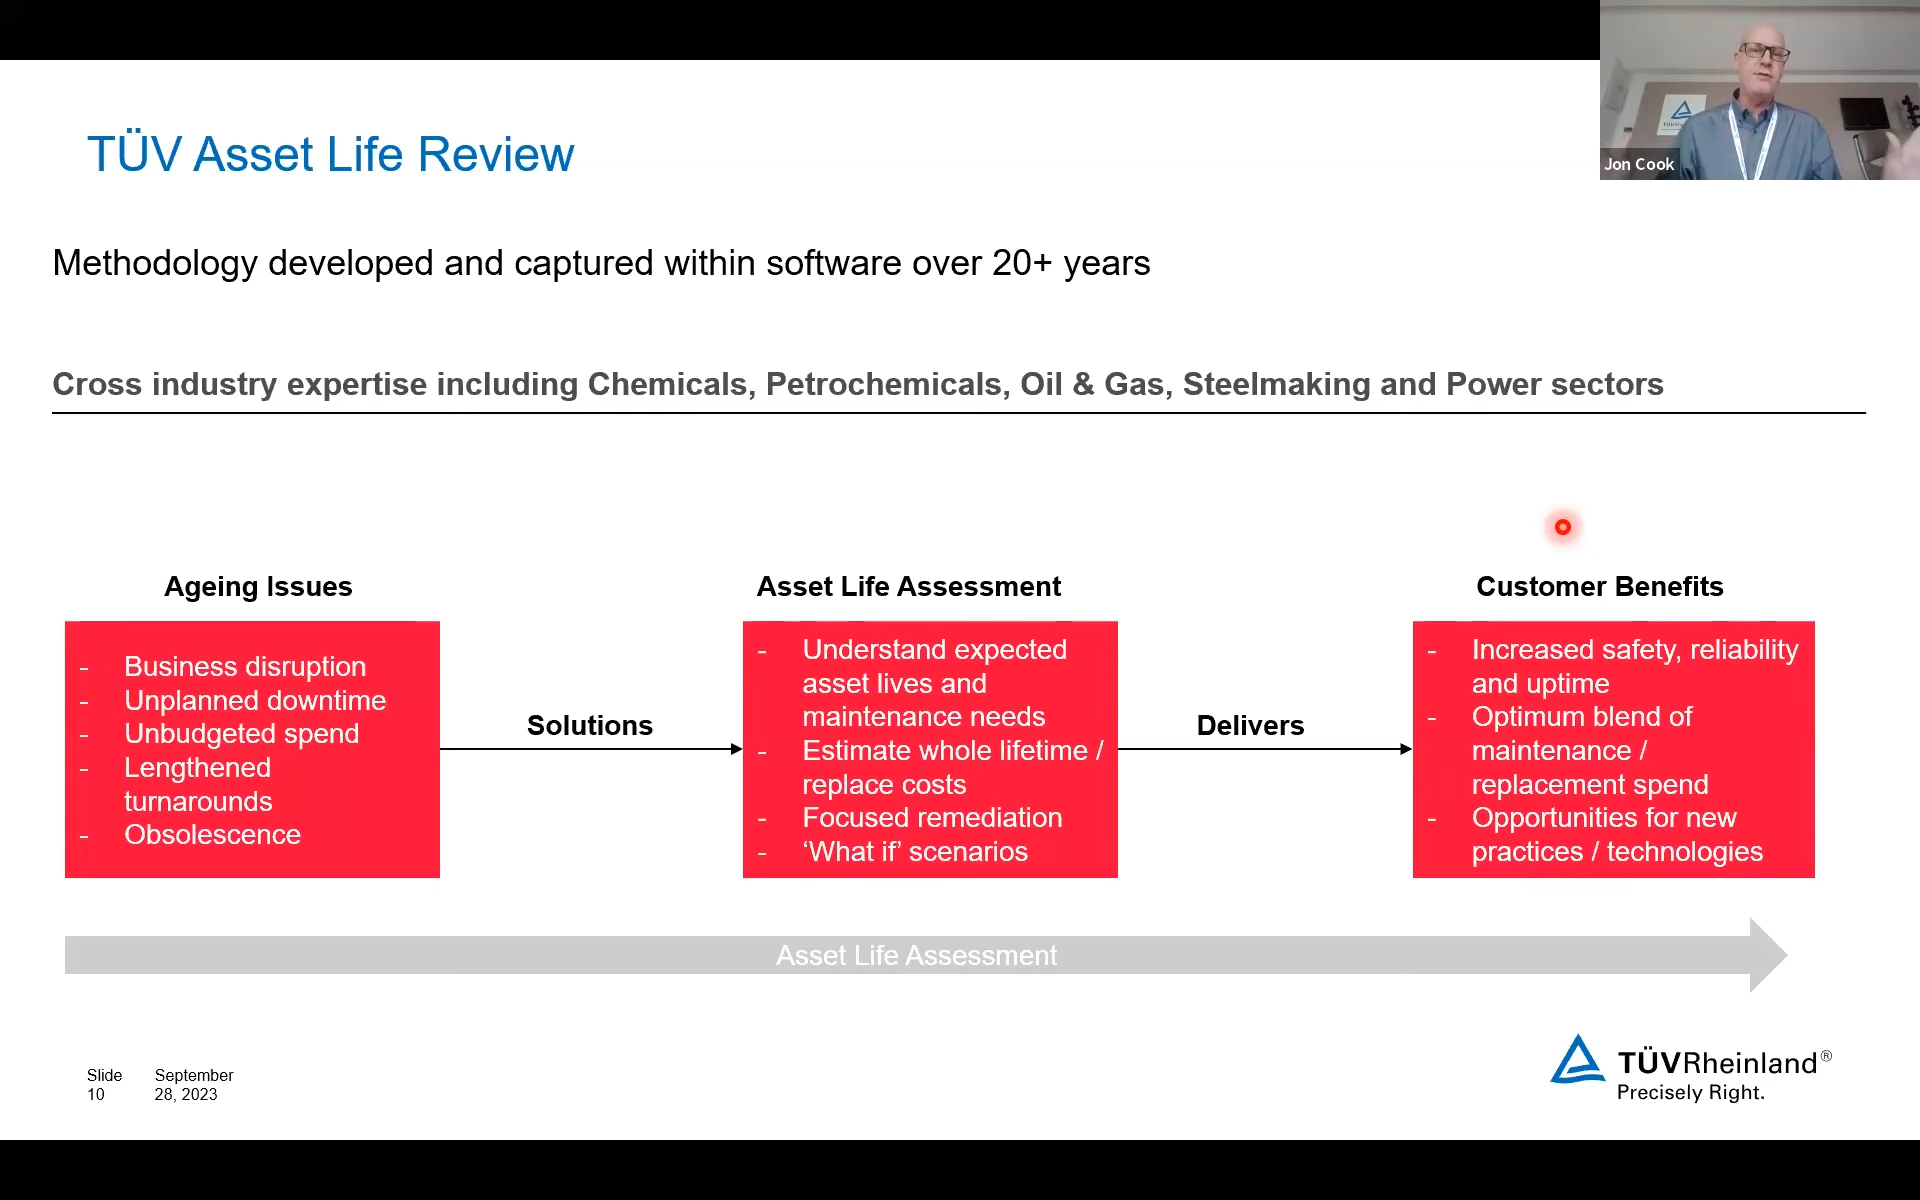 TÜV Asset Life Review
Jon Cook
Methodology developed and captured within software over 20+ years
Cross industry expertise including Chemicals, Petrochemicals, Oil & Gas, Steelmaking and Power sectors
Ageing Issues
- Business disruption
- Unplanned downtime
- Unbudgeted spend
- Lengthened
turnarounds
- Obsolescence
Solutions
Asset Life Assessment
- Understand expected
asset lives and
maintenance needs
- Estimate whole lifetime /
replace costs
- Focused remediation
- ‘What if’ scenarios
Delivers
Customer Benefits
- Increased safety, reliability
and uptime
- Optimum blend of
maintenance /
replacement spend
- Opportunities for new
practices / technologies
Asset Life Assessment
Slide
10
September
28, 2023
TÜVRheinland®
Precisely Right.